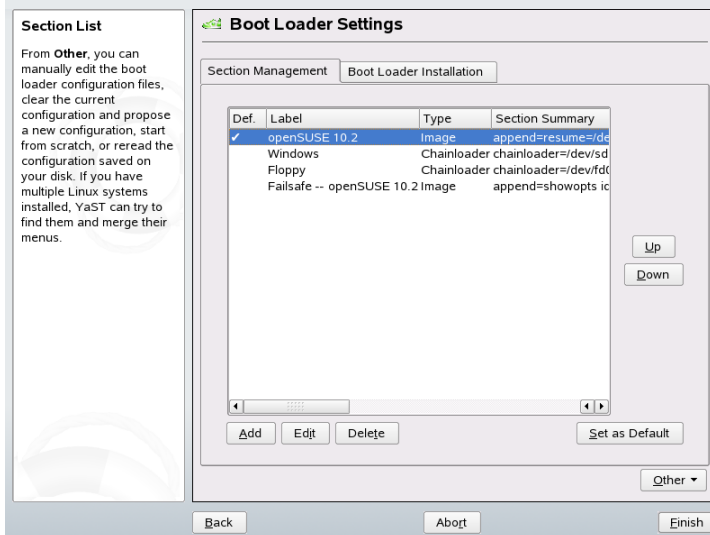 Section List
From Other, you can
manually edit the boot
loader configuration files,
clear the current
configuration and propose
a new configuration, start
from scratch, or reread the
configuration saved on
your disk. If you have
multiple Linux systems
installed, YaST can try to
find them and merge their
menus.
Boot Loader Settings
Section Management Boot Loader Installation
Def. Label Type Section Summary
✔ openSUSE 10.2 Image append=resume=/de
Windows Chainloader chainloader=/dev/sd
Floppy Chainloader chainloader=/dev/fd0
Failsafe -- openSUSE 10.2 Image append=showopts id
Up
Down
Add Edit Delete Set as Default
Other
Back Abort Finish